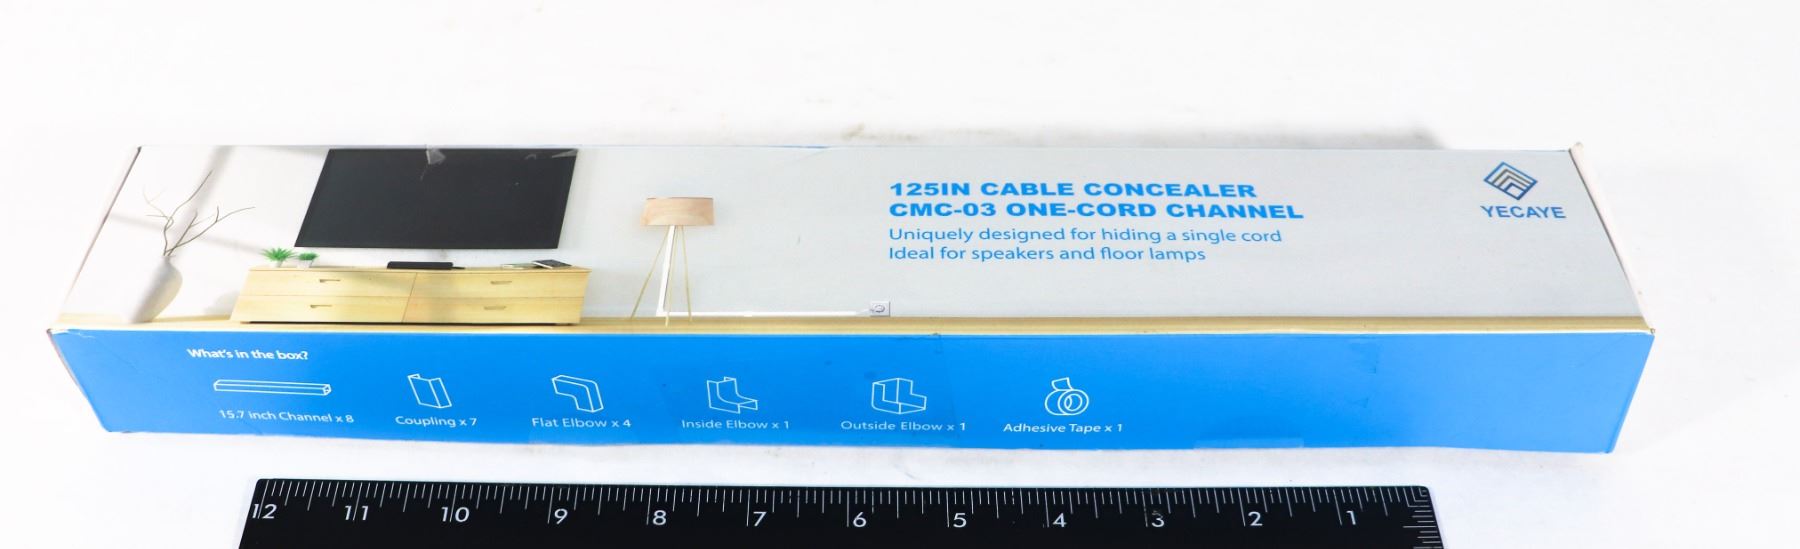 125IN CABLE CONCEALER
CMC-03 ONE-CORD CHANNEL
Uniquely designed for hiding a single cord
Ideal for speakers and floor lamps
YECAYE
What's in the box?
15.7 inch Channel x 8
Coupling x 7
Flat Elbow x 4
Inside Elbow x 1
Outside Elbow x 1
Adhesive Tape x 1
12 11 10 9 8 7 6 5 4 3 2 1